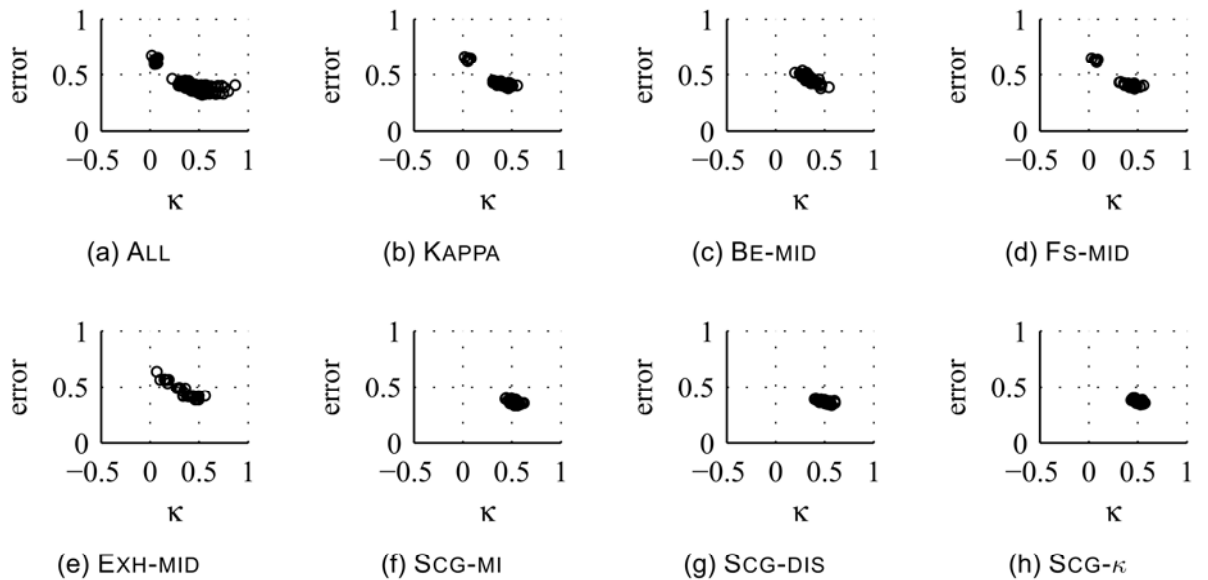 1 1 1 1
error 0.5 error 0.5 error 0.5 error 0.5
0 0 0 0
−0.5 0 0.5 1 −0.5 0 0.5 1 −0.5 0 0.5 1 −0.5 0 0.5 1
κ κ κ κ
(a) ALL (b) KAPPA (c) BE-MID (d) FS-MID
1 1 1 1
error 0.5 error 0.5 error 0.5 error 0.5
0 0 0 0
−0.5 0 0.5 1 −0.5 0 0.5 1 −0.5 0 0.5 1 −0.5 0 0.5 1
κ κ κ κ
(e) EXH-MID (f) SCG-MI (g) SCG-DIS (h) SCG-κ